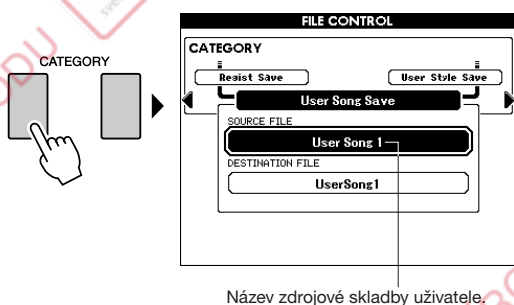 FILE CONTROL
CATEGORY
CATEGORY
Regist Save
User Style Save
User Song Save
SOURCE FILE
User Song 1
DESTINATION FILE
UserSong1
Název zdrojové skladby uživatele.